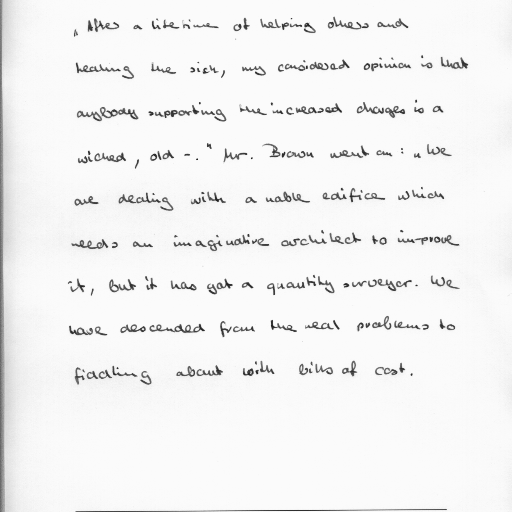 „After a lifetime of helping others and
healing the sick, my considered opinion is that
anybody supporting the increased charges is a
wicked, old -." Mr. Brown went on: „We
are dealing with a noble edifice which
needs an imaginative architect to improve
it, but it has got a quantity surveyor. We
have descended from the real problems to
fiddling about with bills of cost.